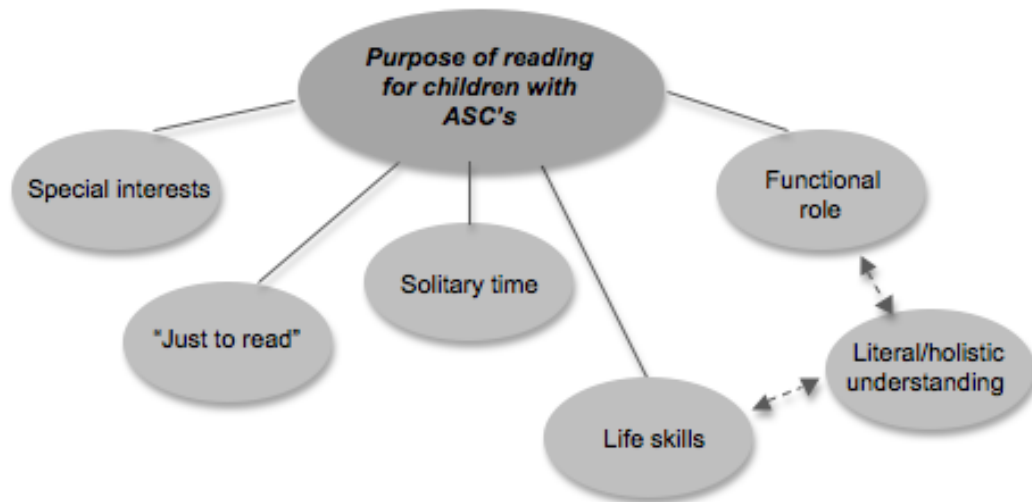 Purpose of reading
for children with
ASC's
Special interests
Functional
role
Solitary time
“Just to read”
Literal/holistic
understanding
Life skills